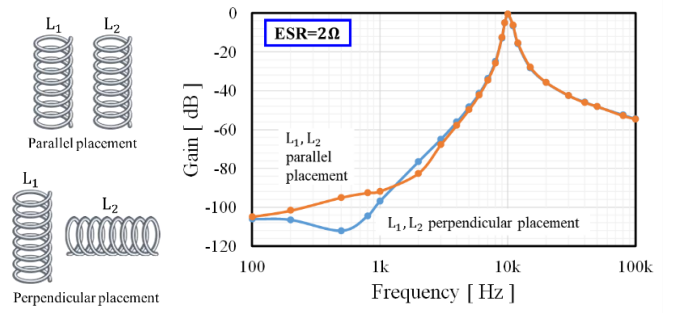 L₁ L₂
Parallel placement
L₁
L₂
Perpendicular placement
ESR=2Ω
Gain [ dB ]
0
-20
-40
-60
-80
-100
-120
L₁, L₂
parallel
placement
L₁, L₂ perpendicular placement
100 1k 10k 100k
Frequency [ Hz ]